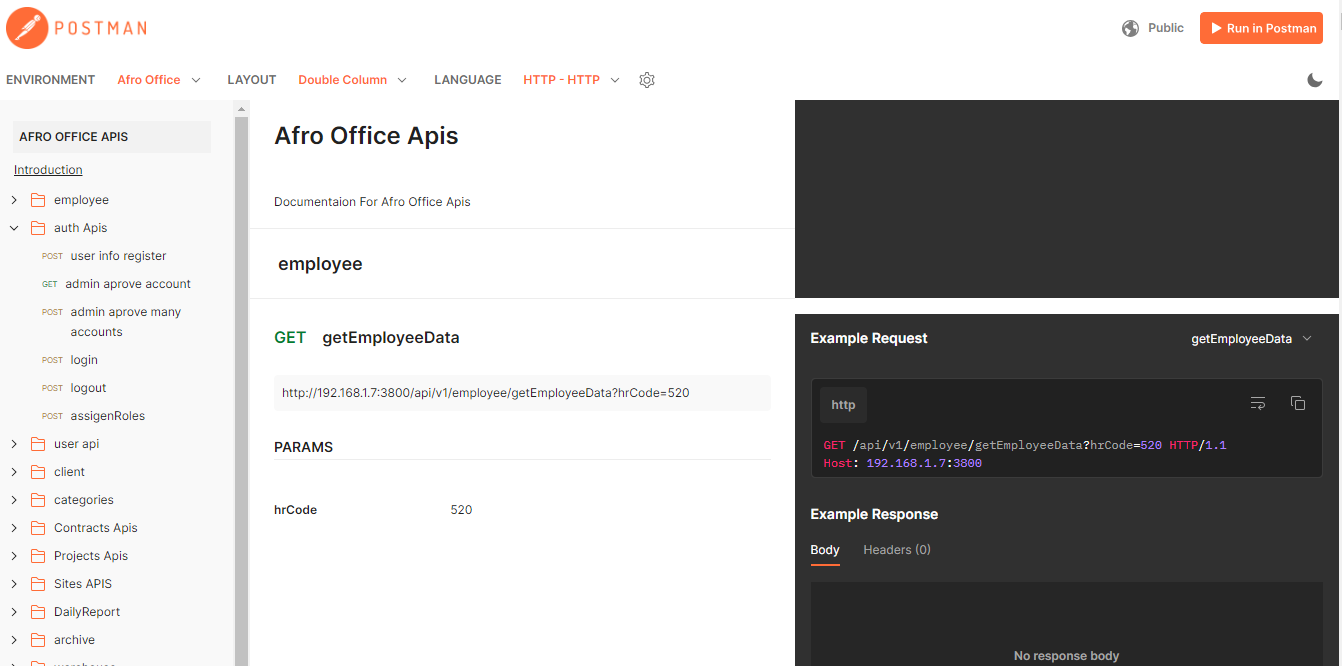 POSTMAN
Public
Run in Postman
ENVIRONMENT Afro Office LAYOUT Double Column LANGUAGE HTTP - HTTP
AFRO OFFICE APIS
Introduction
employee
auth Apis
POST user info register
GET admin aprove account
POST admin aprove many
accounts
POST login
POST logout
POST assigenRoles
user api
client
categories
Contracts Apis
Projects Apis
Sites APIS
DailyReport
archive
Afro Office Apis
Documentaion For Afro Office Apis
employee
GET getEmployeeData
http://192.168.1.7:3800/api/v1/employee/getEmployeeData?hrCode=520
PARAMS
hrCode 520
Example Request getEmployeeData
http
GET /api/v1/employee/getEmployeeData?hrCode=520 HTTP/1.1
Host: 192.168.1.7:3800
Example Response
Body Headers (0)
No response body